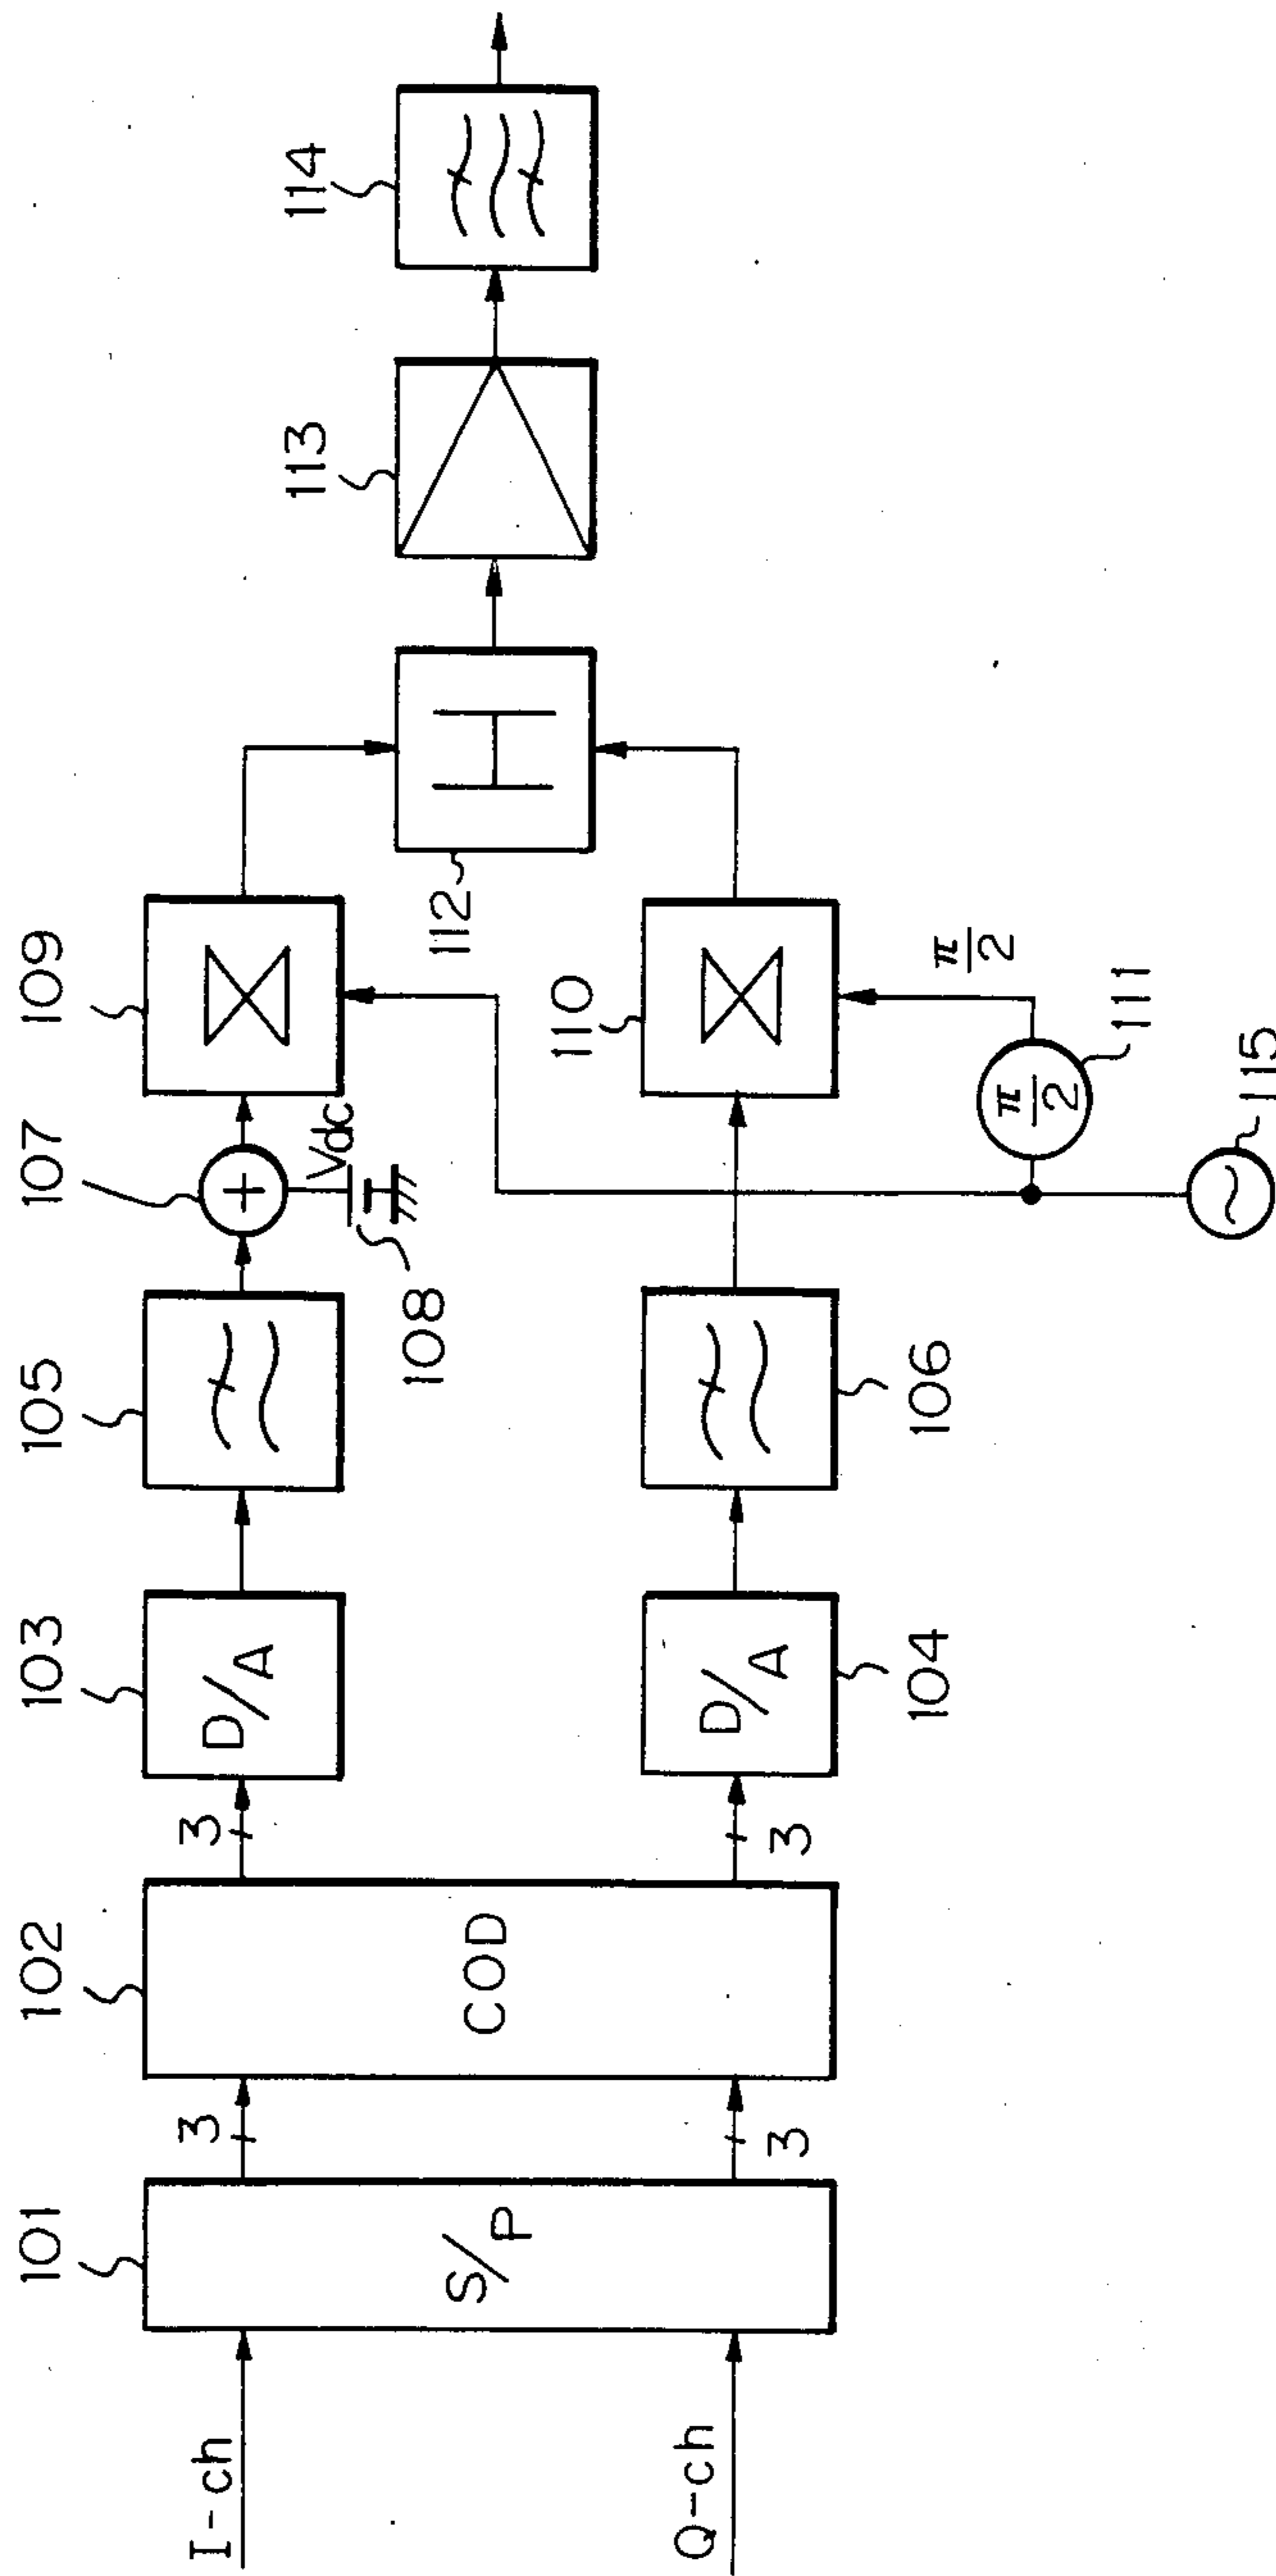 I-ch
Q-ch
101
S/P
3
3
102
COD
3
3
103
D/A
104
D/A
105
106
107
Vdc
108
109
110
π/2
111
π/2
115
112
H
113
114